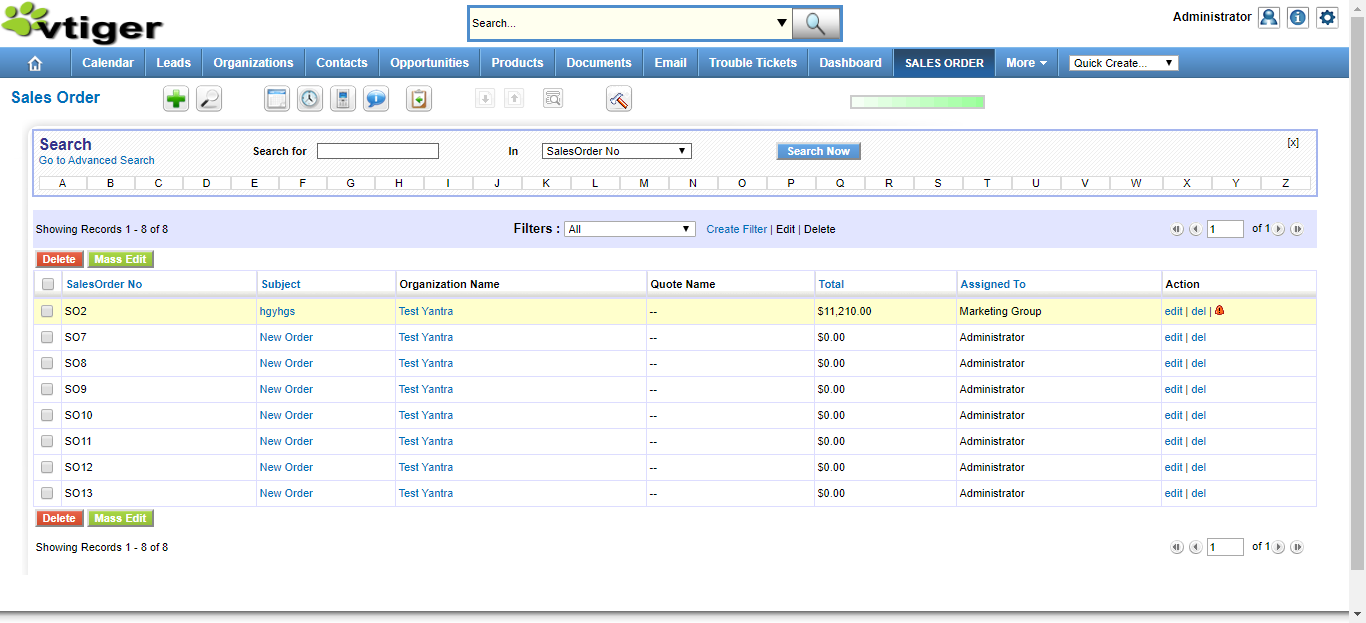 vtiger
Search...
Administrator
Calendar Leads Organizations Contacts Opportunities Products Documents Email Trouble Tickets Dashboard SALES ORDER More Quick Create...
Sales Order
Search
Go to Advanced Search
Search for In SalesOrder No Search Now [x]
A B C D E F G H I J K L M N O P Q R S T U V W X Y Z
Showing Records 1 - 8 of 8 Filters : All Create Filter | Edit | Delete 1 of 1
Delete Mass Edit
SalesOrder No Subject Organization Name Quote Name Total Assigned To Action
SO2 hgyhgs Test Yantra -- $11,210.00 Marketing Group edit | del |
SO7 New Order Test Yantra -- $0.00 Administrator edit | del
SO8 New Order Test Yantra -- $0.00 Administrator edit | del
SO9 New Order Test Yantra -- $0.00 Administrator edit | del
SO10 New Order Test Yantra -- $0.00 Administrator edit | del
SO11 New Order Test Yantra -- $0.00 Administrator edit | del
SO12 New Order Test Yantra -- $0.00 Administrator edit | del
SO13 New Order Test Yantra -- $0.00 Administrator edit | del
Delete Mass Edit
Showing Records 1 - 8 of 8 1 of 1